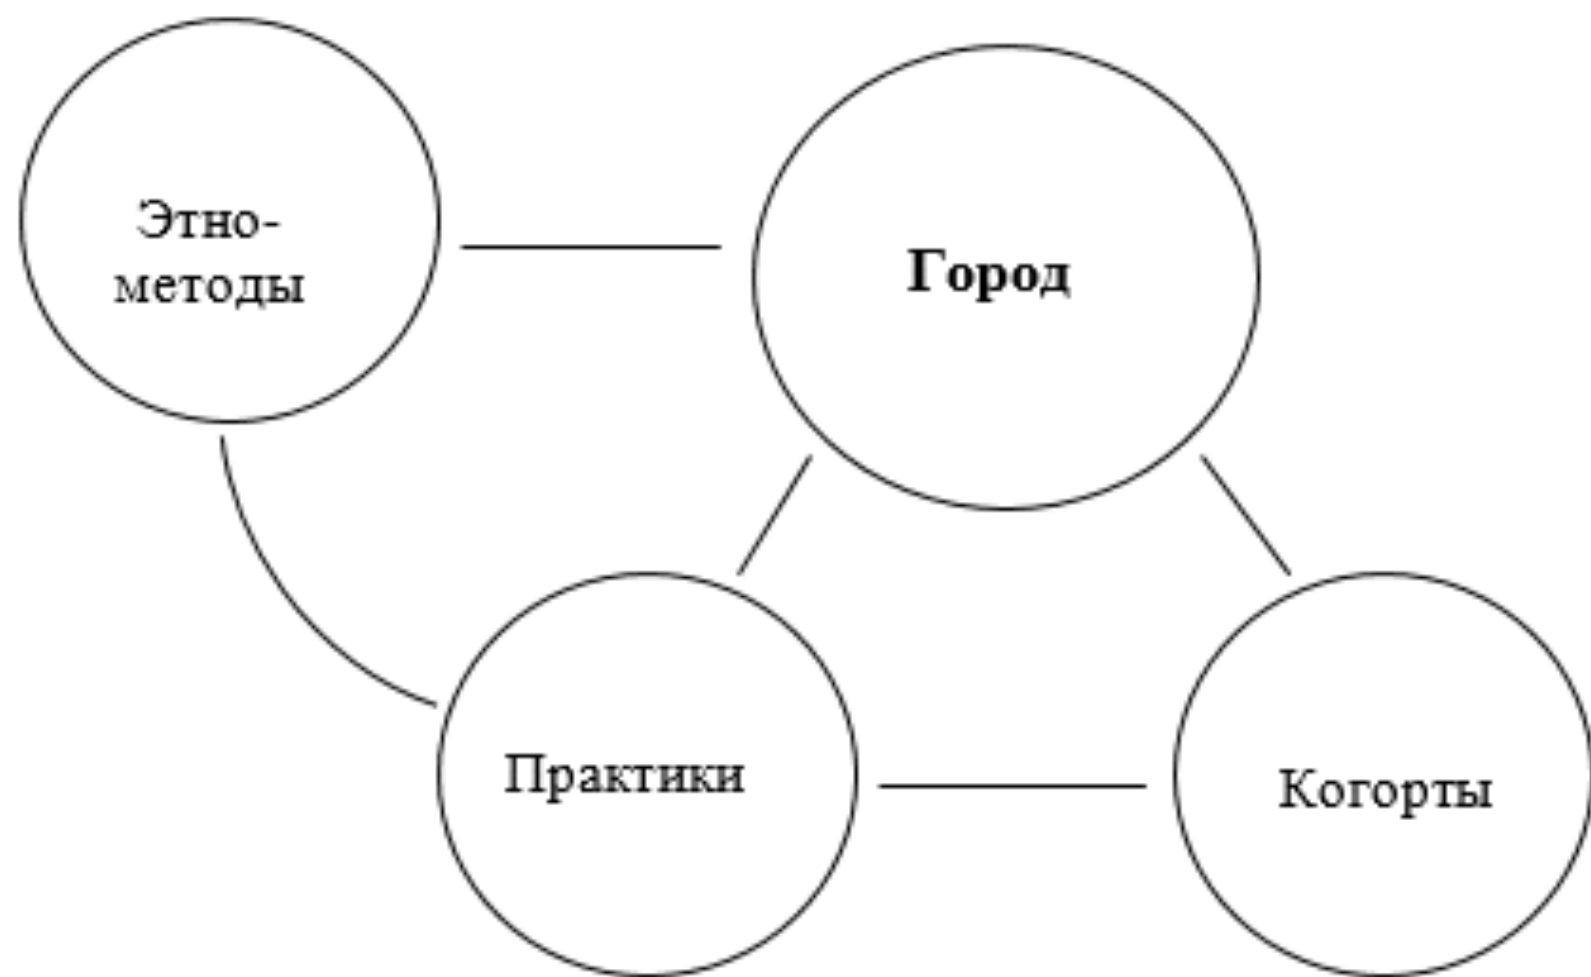 Этно-
методы
Город
Практики
Когорты